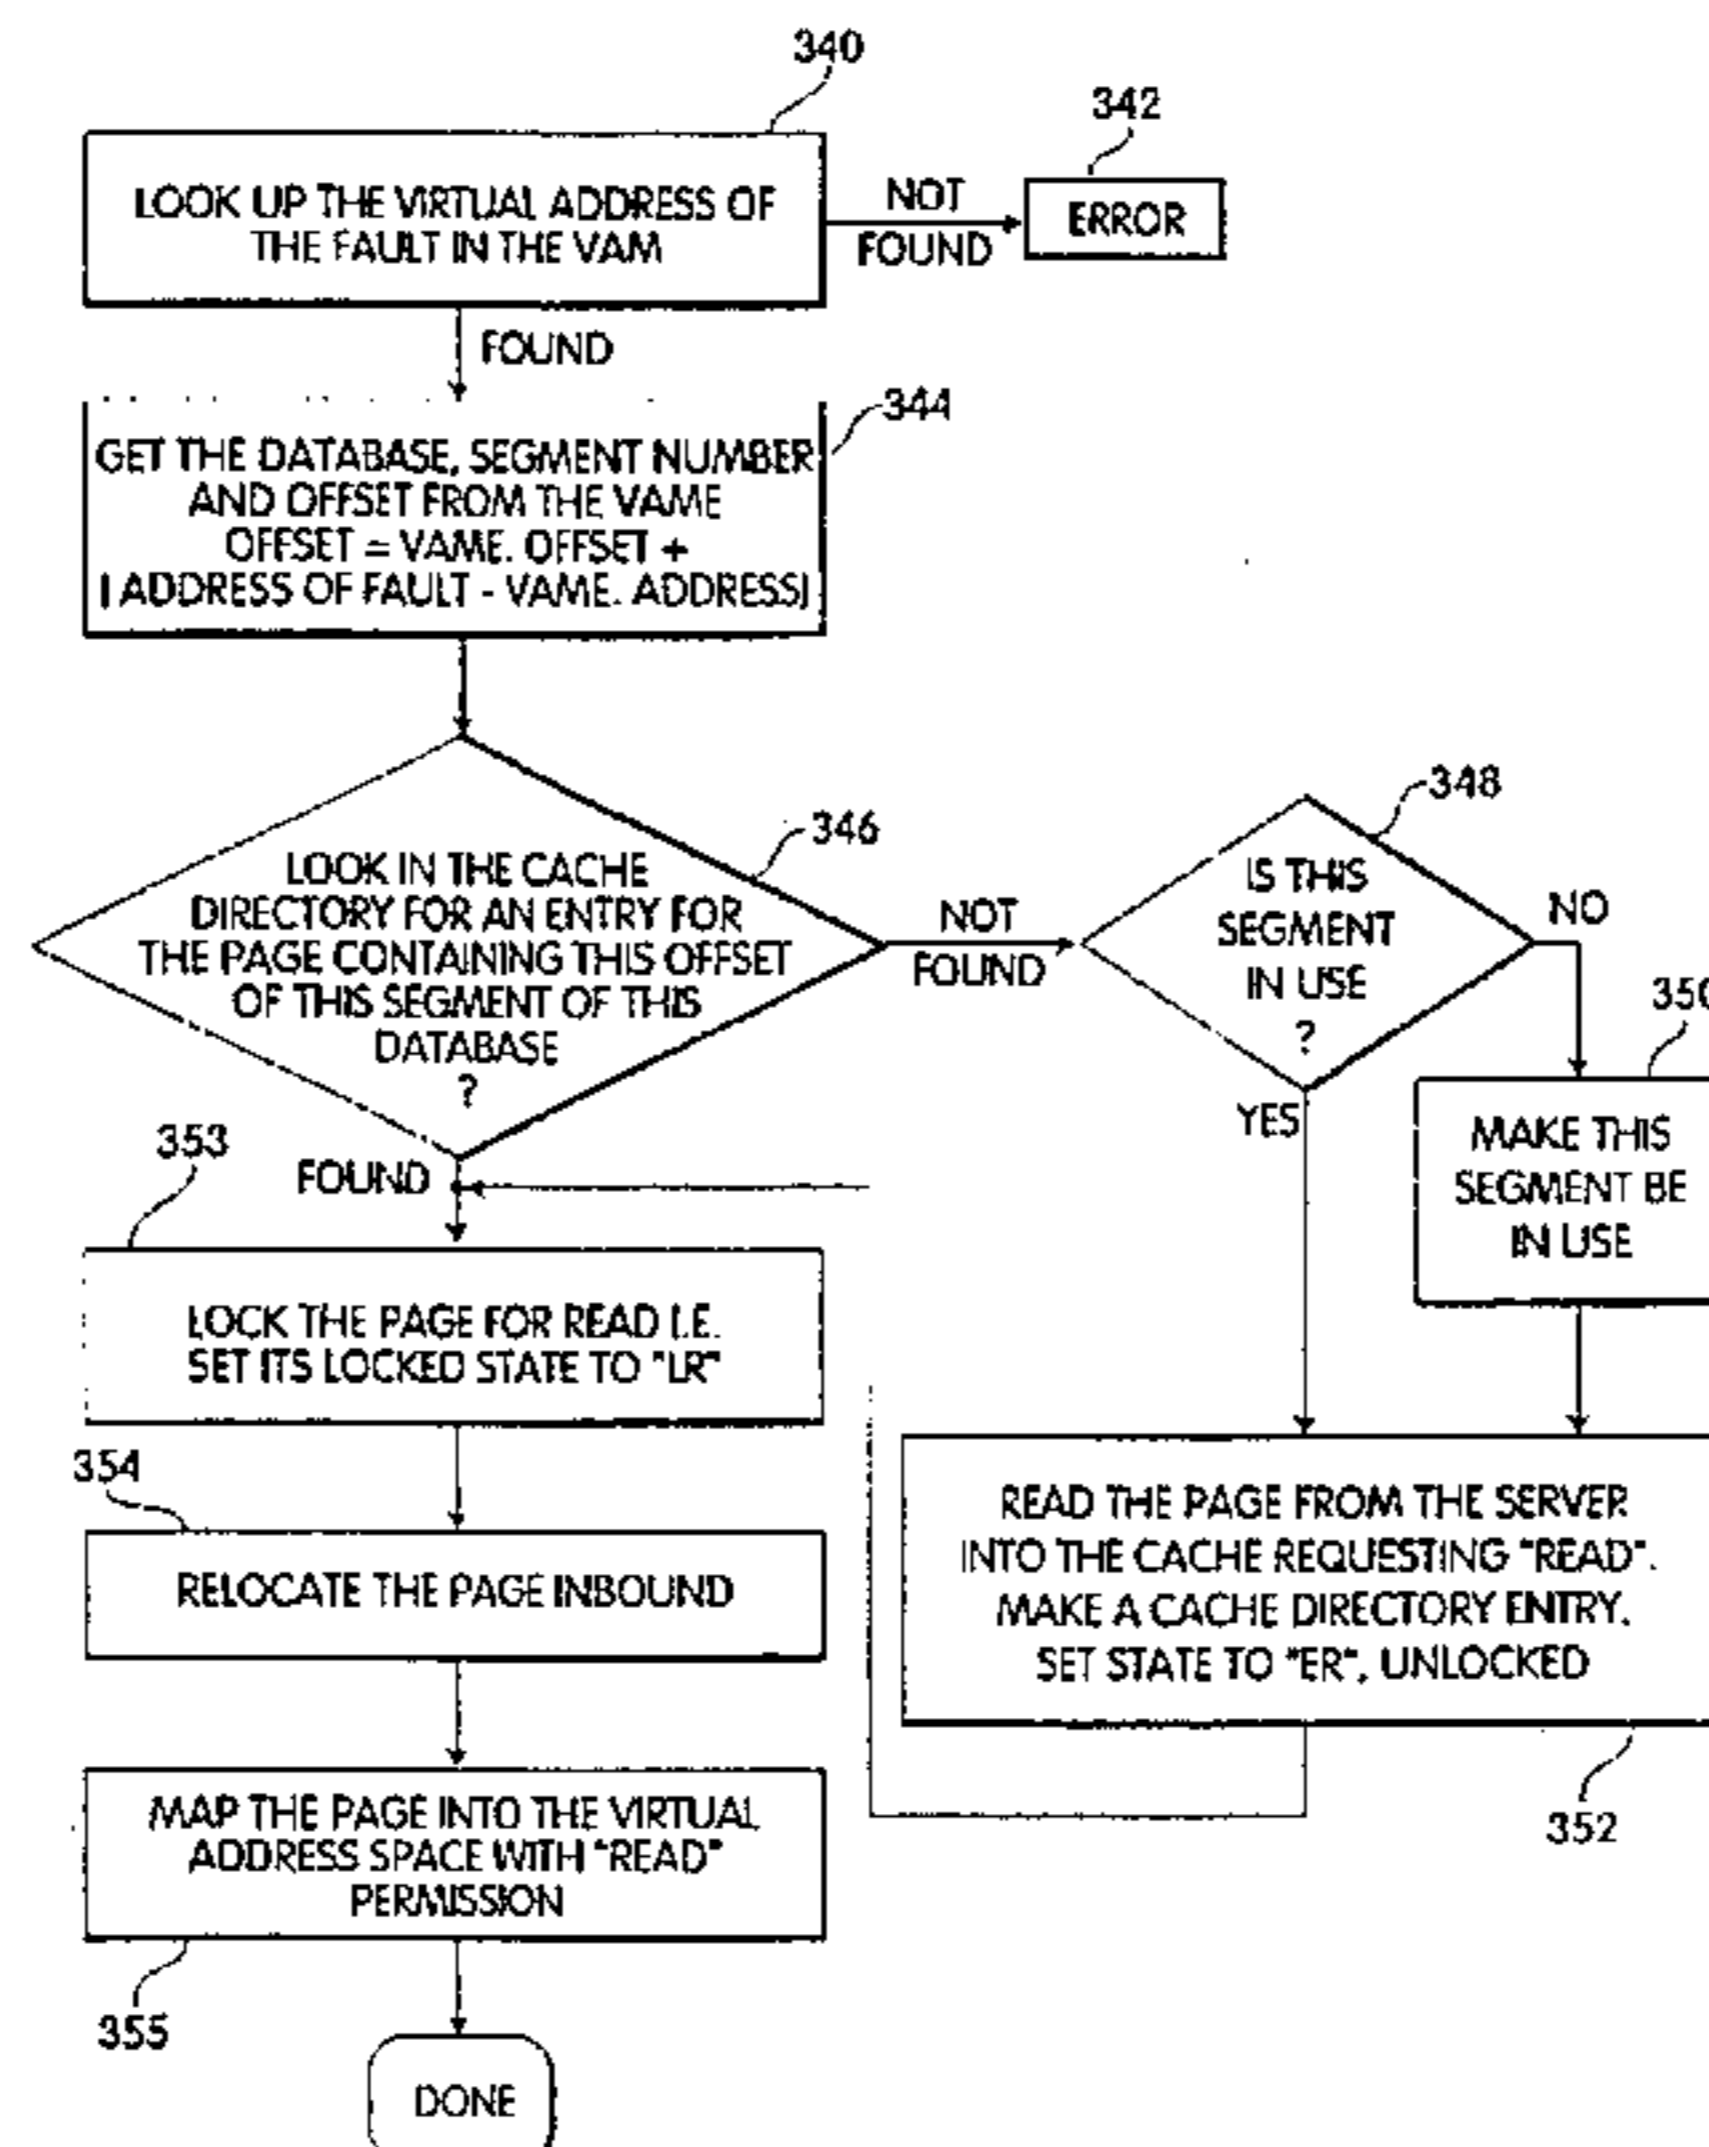 340
342
LOOK UP THE VIRTUAL ADDRESS OF
THE FAULT IN THE VAM
NOT
FOUND
ERROR
FOUND
344
GET THE DATABASE, SEGMENT NUMBER
AND OFFSET FROM THE VAME
OFFSET = VAME. OFFSET +
( ADDRESS OF FAULT - VAME. ADDRESS)
346
LOOK IN THE CACHE
DIRECTORY FOR AN ENTRY FOR
THE PAGE CONTAINING THIS OFFSET
OF THIS SEGMENT OF THIS
DATABASE
?
NOT
FOUND
348
IS THIS
SEGMENT
IN USE
?
NO
YES
350
MAKE THIS
SEGMENT BE
IN USE
FOUND
353
LOCK THE PAGE FOR READ I.E.
SET ITS LOCKED STATE TO "LR"
354
RELOCATE THE PAGE INBOUND
READ THE PAGE FROM THE SERVER
INTO THE CACHE REQUESTING "READ".
MAKE A CACHE DIRECTORY ENTRY.
SET STATE TO "ER", UNLOCKED
352
MAP THE PAGE INTO THE VIRTUAL
ADDRESS SPACE WITH "READ"
PERMISSION
355
DONE